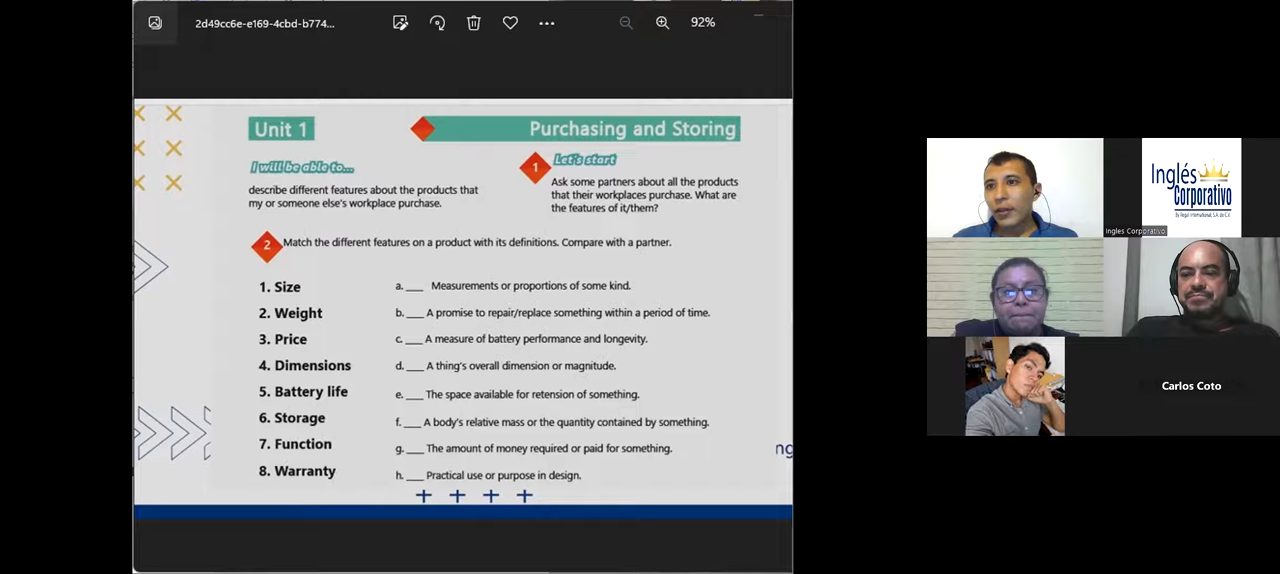 2d49cc6e-e169-4cbd-b774...
92%
Unit 1
Purchasing and Storing
I will be able to...
describe different features about the products that
my or someone else's workplace purchase.
1
Let's start
Ask some partners about all the products
that their workplaces purchase. What are
the features of it/them?
2
Match the different features on a product with its definitions. Compare with a partner.
1. Size
2. Weight
3. Price
4. Dimensions
5. Battery life
6. Storage
7. Function
8. Warranty
a. ___ Measurements or proportions of some kind.
b. ___ A promise to repair/replace something within a period of time.
c. ___ A measure of battery performance and longevity.
d. ___ A thing's overall dimension or magnitude.
e. ___ The space available for retention of something.
f. ___ A body's relative mass or the quantity contained by something.
g. ___ The amount of money required or paid for something.
h. ___ Practical use or purpose in design.
ng
Inglés
Corporativo
By Regal International, S.A. de C.V.
Ingles Corporativo
Carlos Coto